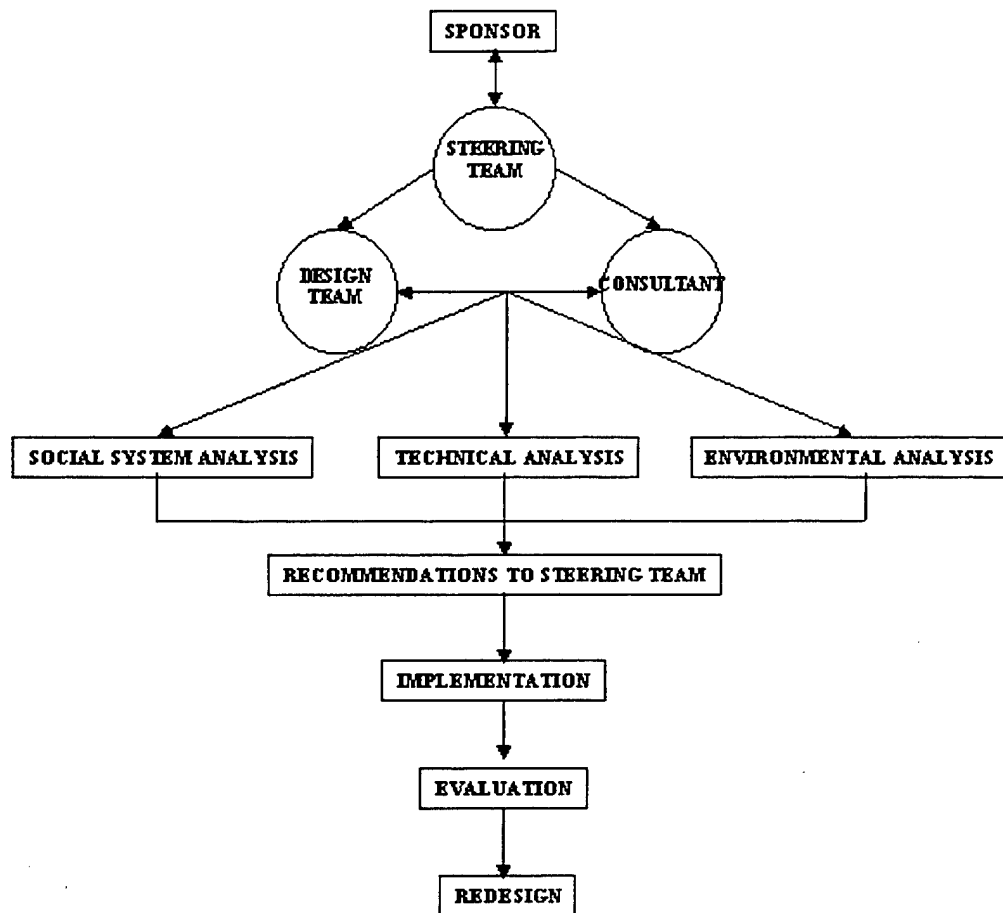 SPONSOR
STEERING
TEAM
DESIGN
TEAM
CONSULTANT
SOCIAL SYSTEM ANALYSIS
TECHNICAL ANALYSIS
ENVIRONMENTAL ANALYSIS
RECOMMENDATIONS TO STEERING TEAM
IMPLEMENTATION
EVALUATION
REDESIGN